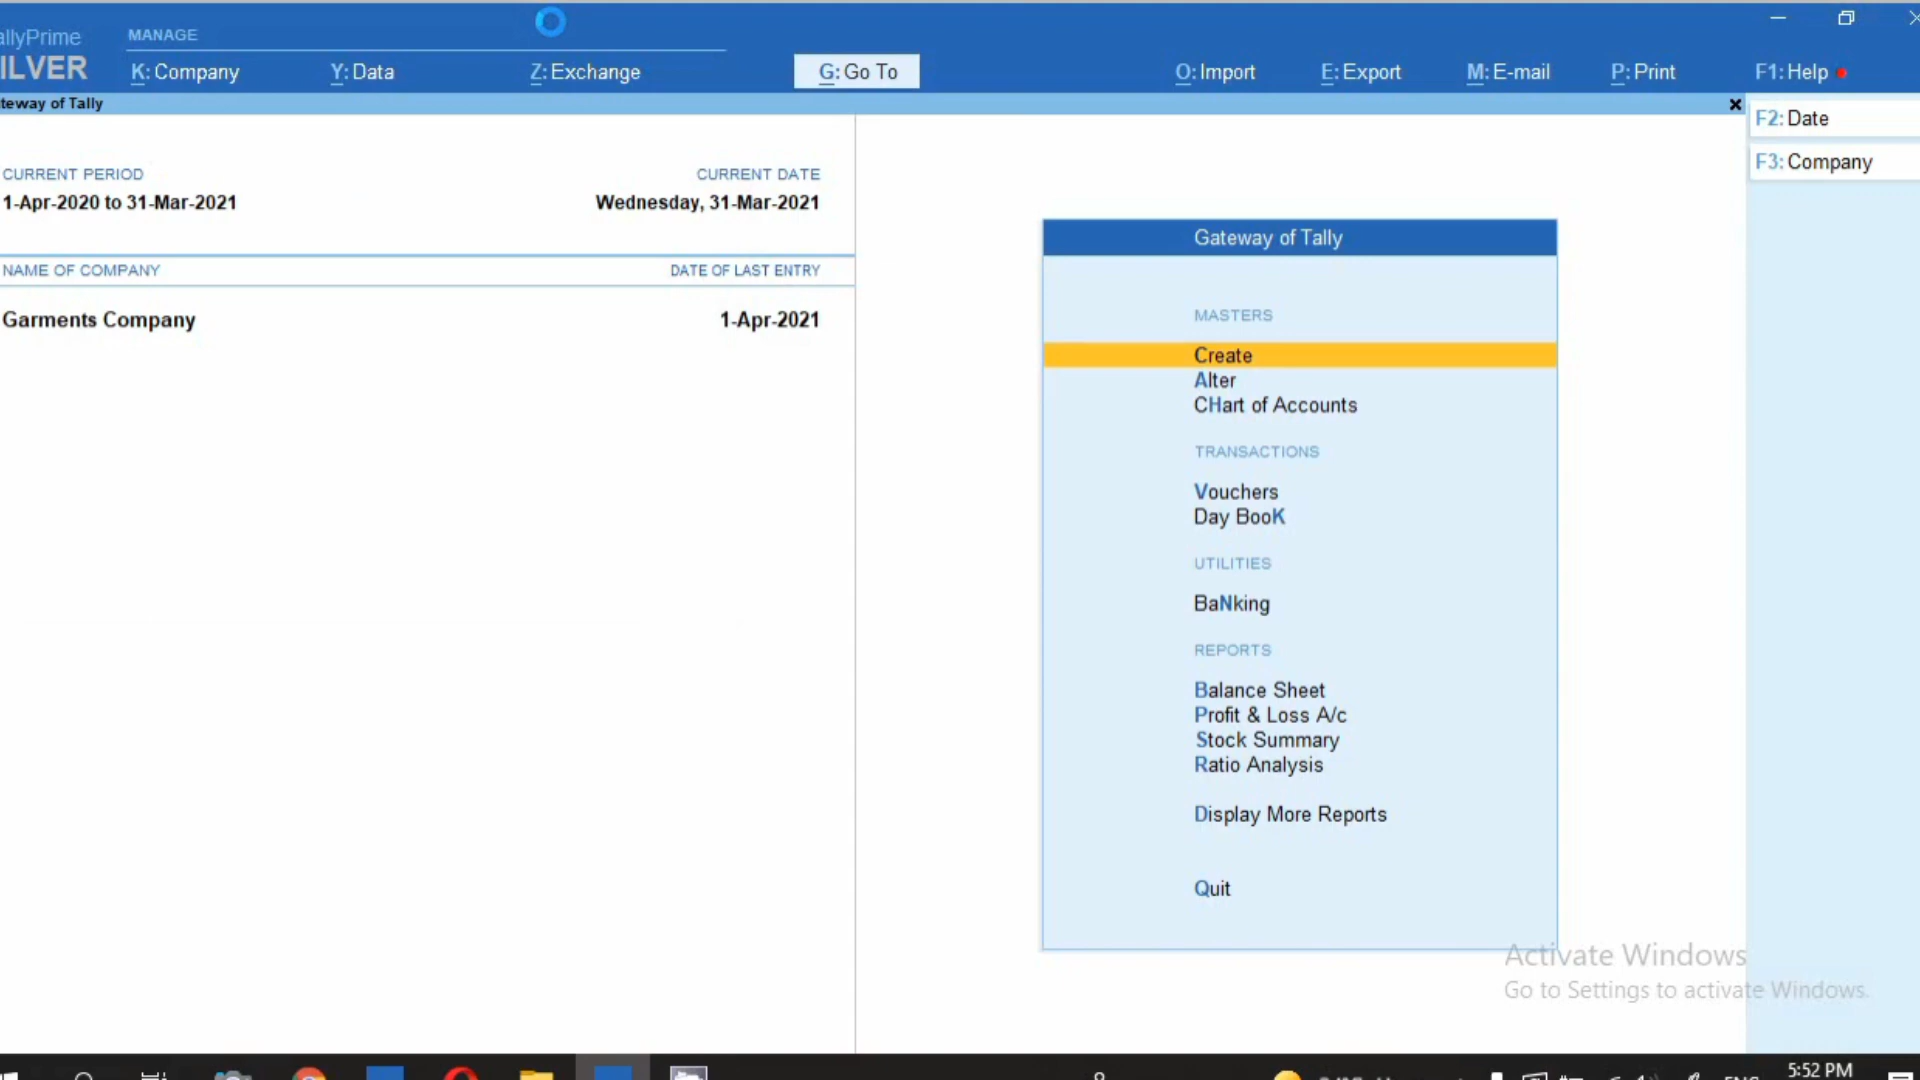 allyPrime
MANAGE
ILVER
K: Company
Y: Data
Z: Exchange
G: Go To
O: Import
E: Export
M: E-mail
P: Print
F1: Help
teway of Tally
F2: Date
F3: Company
CURRENT PERIOD
CURRENT DATE
1-Apr-2020 to 31-Mar-2021
Wednesday, 31-Mar-2021
NAME OF COMPANY
DATE OF LAST ENTRY
Garments Company
1-Apr-2021
Gateway of Tally
MASTERS
Create
Alter
CHart of Accounts
TRANSACTIONS
Vouchers
Day BooK
UTILITIES
BaNking
REPORTS
Balance Sheet
Profit & Loss A/c
Stock Summary
Ratio Analysis
Display More Reports
Quit
Activate Windows
Go to Settings to activate Windows.
5:52 PM